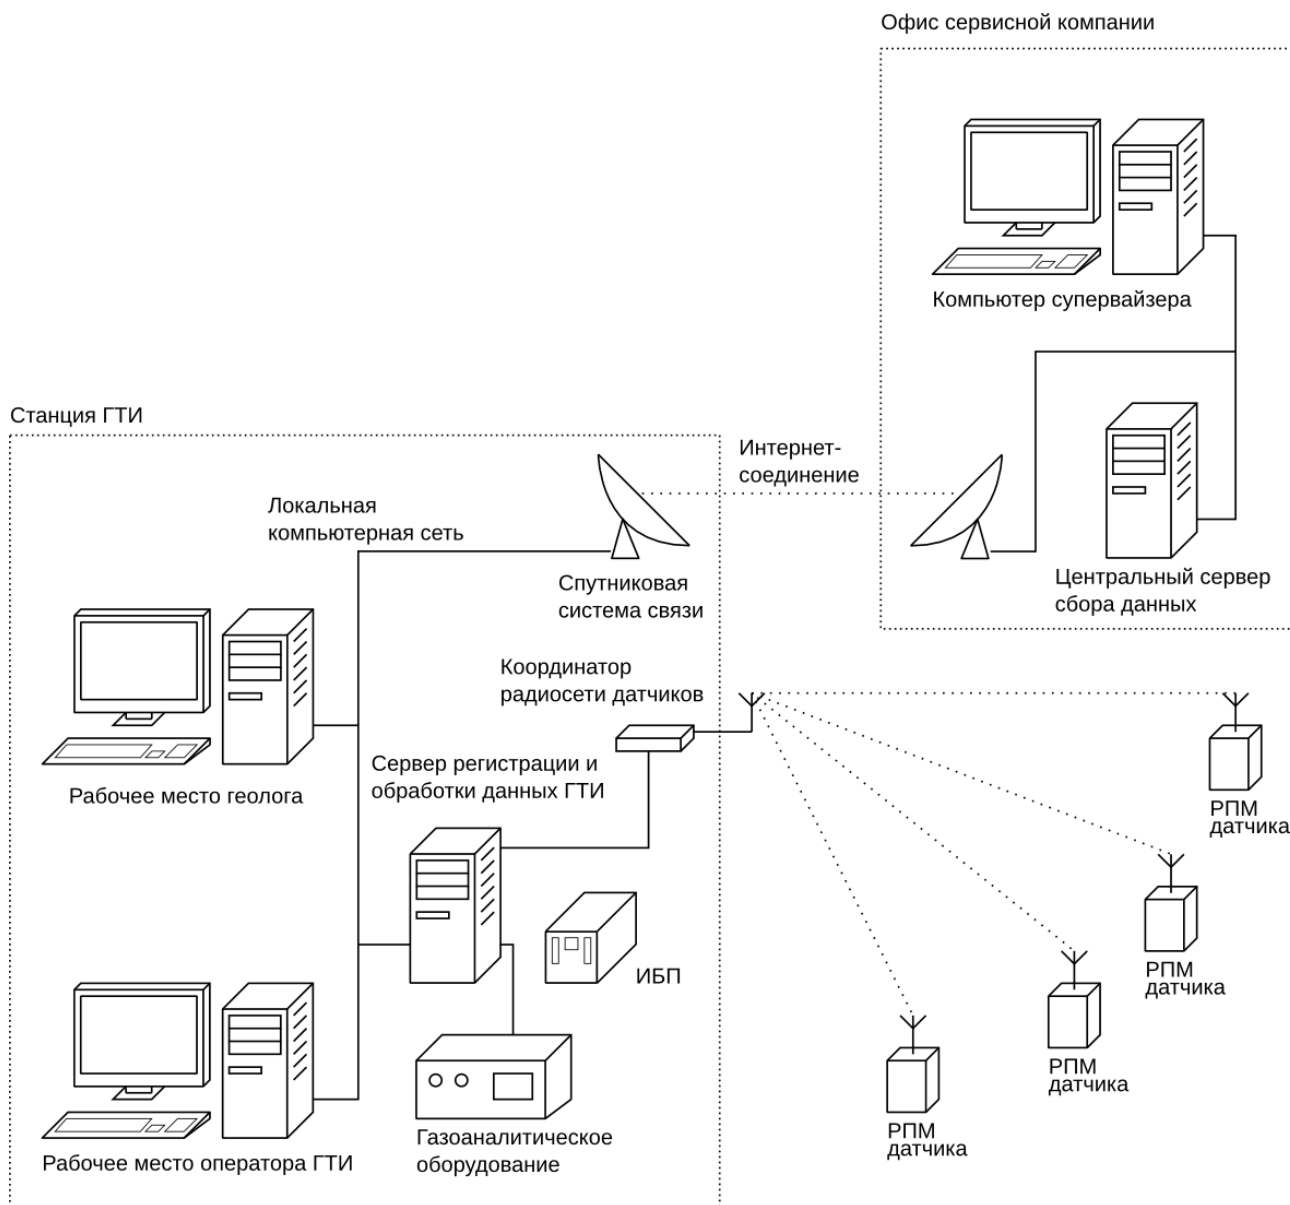 Офис сервисной компании
Компьютер супервайзера
Станция ГТИ
Интернет-
соединение
Локальная
компьютерная сеть
Спутниковая
система связи
Центральный сервер
сбора данных
Координатор
радиосети датчиков
Рабочее место геолога
Сервер регистрации и
обработки данных ГТИ
РПМ
датчика
ИБП
РПМ
датчика
РПМ
датчика
РПМ
датчика
Газоаналитическое
оборудование
Рабочее место оператора ГТИ